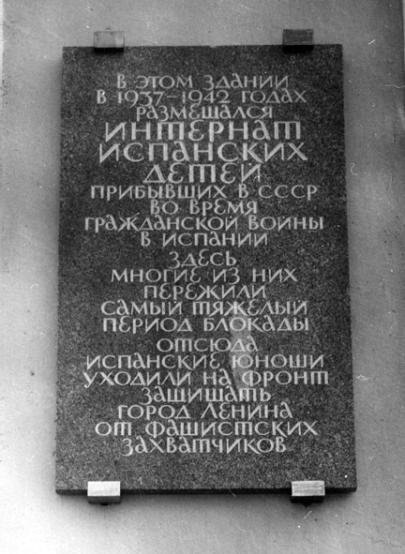 В ЭТОМ ЗДАНИИ
В 1937-1942 ГОДАХ
РАЗМЕЩАЛСЯ
ИНТЕРНАТ
ИСПАНСКИХ
ДЕТЕЙ
ПРИБЫВШИХ В СССР
ВО ВРЕМЯ
ГРАЖДАНСКОЙ ВОЙНЫ
В ИСПАНИИ
ЗДЕСЬ
МНОГИЕ ИЗ НИХ
ПЕРЕЖИЛИ
САМЫЙ ТЯЖЕЛЫЙ
ПЕРИОД БЛОКАДЫ
ОТСЮДА
ИСПАНСКИЕ ЮНОШИ
УХОДИЛИ НА ФРОНТ
ЗАЩИЩАТЬ
ГОРОД ЛЕНИНА
ОТ ФАШИСТСКИХ
ЗАХВАТЧИКОВ